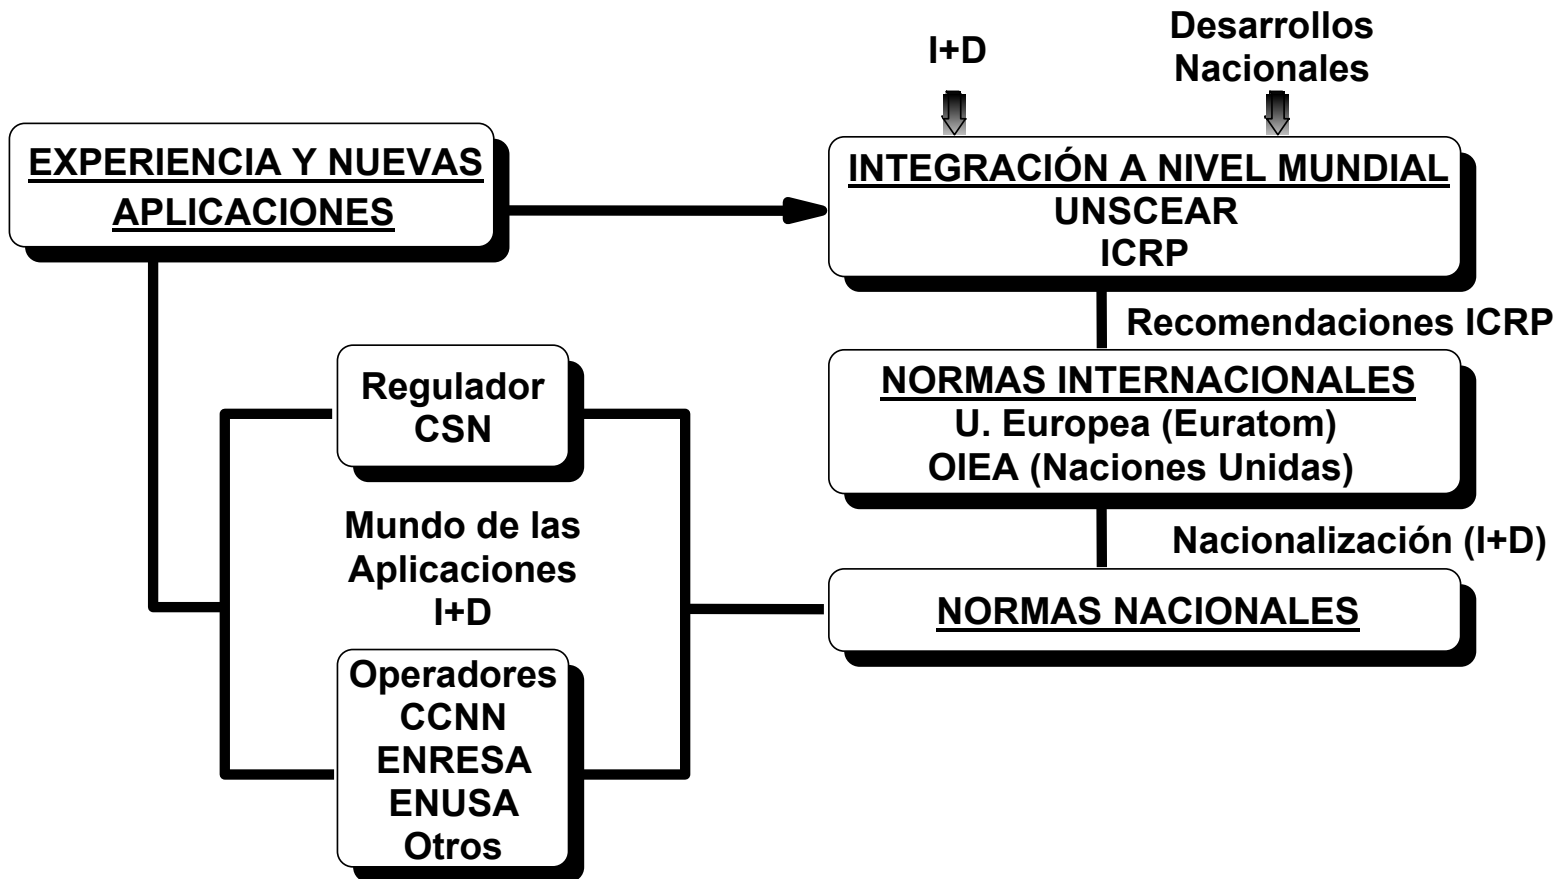 I+D
Desarrollos
Nacionales
EXPERIENCIA Y NUEVAS
APLICACIONES
INTEGRACIÓN A NIVEL MUNDIAL
UNSCEAR
ICRP
Recomendaciones ICRP
NORMAS INTERNACIONALES
U. Europea (Euratom)
OIEA (Naciones Unidas)
Nacionalización (I+D)
NORMAS NACIONALES
Regulador
CSN
Mundo de las
Aplicaciones
I+D
Operadores
CCNN
ENRESA
ENUSA
Otros